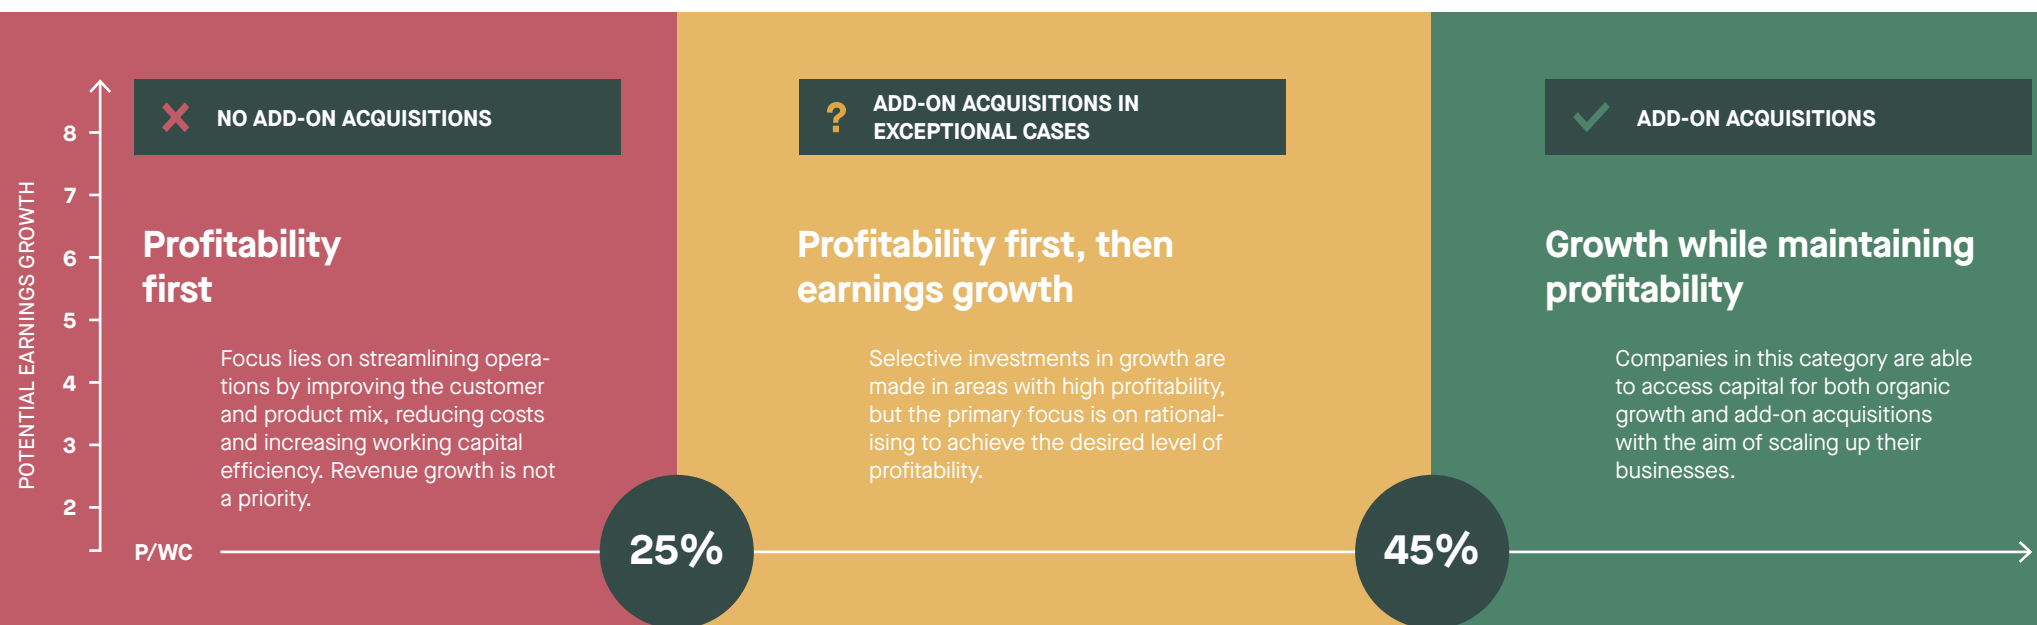 POTENTIAL EARNINGS GROWTH
8
7
6
5
4
3
2
NO ADD-ON ACQUISITIONS
Profitability
first
Focus lies on streamlining opera-
tions by improving the customer
and product mix, reducing costs
and increasing working capital
efficiency. Revenue growth is not
a priority.
?
ADD-ON ACQUISITIONS IN
EXCEPTIONAL CASES
Profitability first, then
earnings growth
Selective investments in growth are
made in areas with high profitability,
but the primary focus is on rational-
ising to achieve the desired level of
profitability.
ADD-ON ACQUISITIONS
Growth while maintaining
profitability
Companies in this category are able
to access capital for both organic
growth and add-on acquisitions
with the aim of scaling up their
businesses.
P/WC
25%
45%